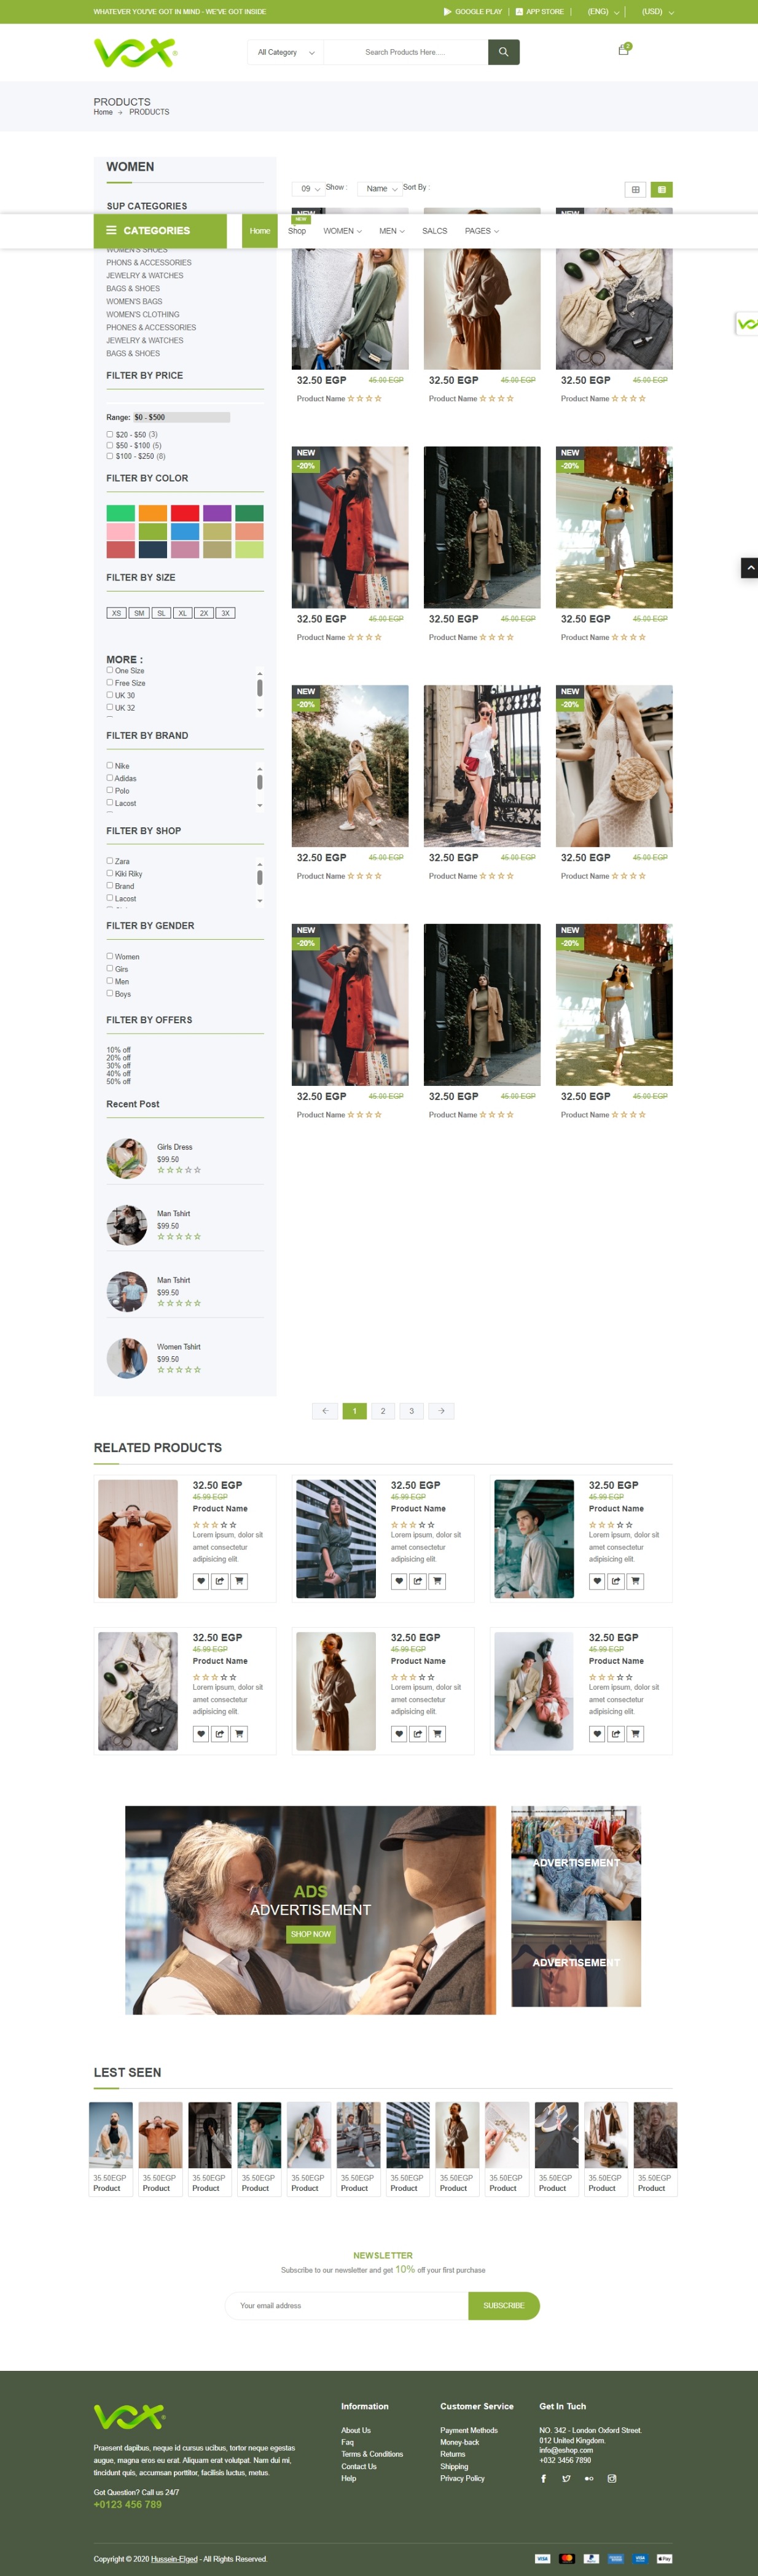 WHATEVER YOU'VE GOT IN MIND - WE'VE GOT INSIDE
GOOGLE PLAY
APP STORE
(ENG)
(USD)
VOX
All Category
Search Products Here.....
PRODUCTS
Home → PRODUCTS
WOMEN
SUP CATEGORIES
09
Show :
Name
Sort By :
NEW
CATEGORIES
Home
NEW
Shop
WOMEN
MEN
SALCS
PAGES
WOMEN'S SHOES
PHONS & ACCESSORIES
JEWELRY & WATCHES
BAGS & SHOES
WOMEN'S BAGS
WOMEN'S CLOTHING
PHONES & ACCESSORIES
JEWELRY & WATCHES
BAGS & SHOES
FILTER BY PRICE
Range: $0 - $500
$20 - $50 (3)
$50 - $100 (5)
$100 - $250 (8)
FILTER BY COLOR
FILTER BY SIZE
XS SM SL XL 2X 3X
MORE :
One Size
Free Size
UK 30
UK 32
FILTER BY BRAND
Nike
Adidas
Polo
Lacost
FILTER BY SHOP
Zara
Kiki Riky
Brand
Lacost
FILTER BY GENDER
Women
Girs
Men
Boys
FILTER BY OFFERS
10% off
20% off
30% off
40% off
50% off
Recent Post
Girls Dress
$99.50
Man Tshirt
$99.50
Man Tshirt
$99.50
Women Tshirt
$99.50
32.50 EGP 45.00 EGP
Product Name
32.50 EGP 45.00 EGP
Product Name
32.50 EGP 45.00 EGP
Product Name
NEW
-20%
32.50 EGP 45.00 EGP
Product Name
32.50 EGP 45.00 EGP
Product Name
NEW
-20%
32.50 EGP 45.00 EGP
Product Name
NEW
-20%
32.50 EGP 45.00 EGP
Product Name
32.50 EGP 45.00 EGP
Product Name
NEW
-20%
32.50 EGP 45.00 EGP
Product Name
NEW
-20%
32.50 EGP 45.00 EGP
Product Name
32.50 EGP 45.00 EGP
Product Name
NEW
-20%
32.50 EGP 45.00 EGP
Product Name
1
2
3
RELATED PRODUCTS
32.50 EGP
45.99 EGP
Product Name
Lorem ipsum, dolor sit
amet consectetur
adipisicing elit.
32.50 EGP
45.99 EGP
Product Name
Lorem ipsum, dolor sit
amet consectetur
adipisicing elit.
32.50 EGP
45.99 EGP
Product Name
Lorem ipsum, dolor sit
amet consectetur
adipisicing elit.
32.50 EGP
45.99 EGP
Product Name
Lorem ipsum, dolor sit
amet consectetur
adipisicing elit.
32.50 EGP
45.99 EGP
Product Name
Lorem ipsum, dolor sit
amet consectetur
adipisicing elit.
32.50 EGP
45.99 EGP
Product Name
Lorem ipsum, dolor sit
amet consectetur
adipisicing elit.
ADS
ADVERTISEMENT
SHOP NOW
ADVERTISEMENT
ADVERTISEMENT
LEST SEEN
35.50EGP 35.50EGP 35.50EGP 35.50EGP 35.50EGP 35.50EGP 35.50EGP 35.50EGP 35.50EGP 35.50EGP 35.50EGP 35.50EGP
Product Product Product Product Product Product Product Product Product Product Product Product
NEWSLETTER
Subscribe to our newsletter and get 10% off your first purchase
Your email address
SUBSCRIBE
VOX
Praesent dapibus, neque id cursus ucibus, tortor neque egestas
augue, magna eros eu erat. Aliquam erat volutpat. Nam dui mi,
tincidunt quis, accumsan porttitor, facilisis luctus, metus.
Got Question? Call us 24/7
+0123 456 789
Information
About Us
Faq
Terms & Conditions
Contact Us
Help
Customer Service
Payment Methods
Money-back
Returns
Shipping
Privacy Policy
Get In Tuch
NO. 342 - London Oxford Street.
012 United Kingdom.
info@eshop.com
+032 3456 7890
Copyright © 2020 Hussein-Elged - All Rights Reserved.